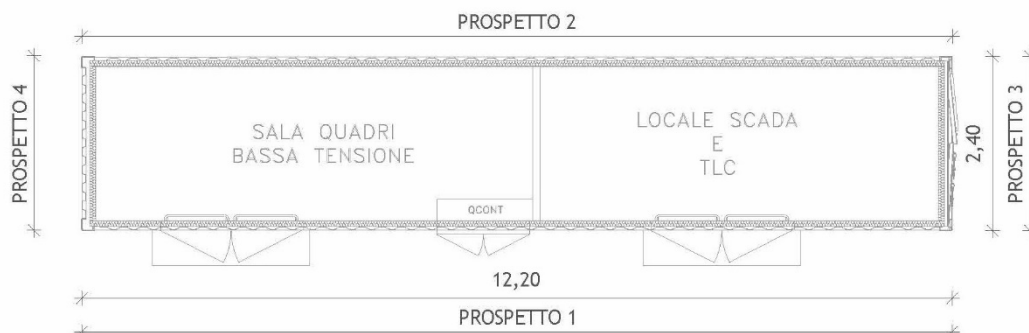 PROSPETTO 2
PROSPETTO 4
SALA QUADRI
BASSA TENSIONE
LOCALE SCADA
E
TLC
2,40
PROSPETTO 3
QCONT
12,20
PROSPETTO 1